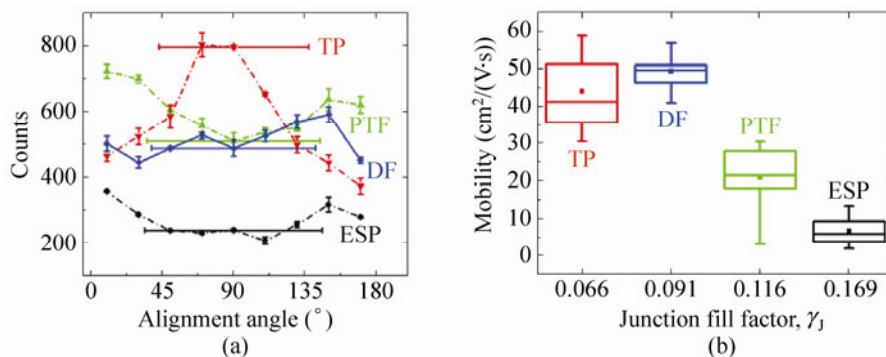 800
600
400
200
Counts
TP
PTF
DF
ESP
0
45
90
135
180
Alignment angle (°)
(a)
60
50
40
30
20
10
0
Mobility (cm²/(V·s))
TP
DF
PTF
ESP
0.066
0.091
0.116
0.169
Junction fill factor, γJ
(b)